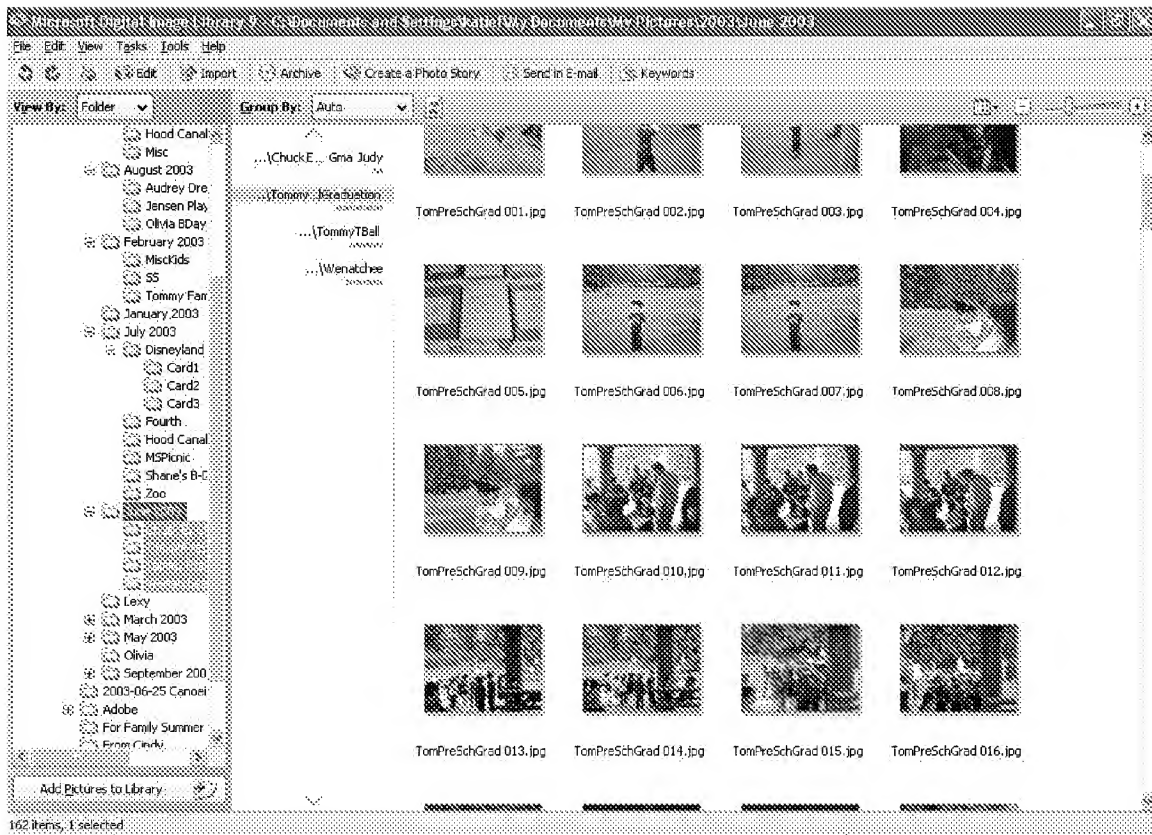 Microsoft Digital Image Library 9 - C:\Documents and Settings\katief\My Documents\My Pictures\2003\June 2003
File Edit View Tasks Tools Help
Edit Import Archive Create a Photo Story Send in E-mail Keywords
View By: Folder
Group By: Auto
Hood Canal
Misc
August 2003
Audrey Dre
Jensen Play
Olivia BDay
February 2003
MiscKids
SS
Tommy Fam
January 2003
July 2003
Disneyland
Card1
Card2
Card3
Fourth
Hood Canal
MSPicnic
Shane's B-D
Zoo
Lexy
March 2003
May 2003
Olivia
September 200
2003-06-25 Canoei
Adobe
For Family Summer
From Cindy
Add Pictures to Library
...\ChuckE... Gma Judy
...\Tommy...lGraduation
...\TommyTBall
...\Wenatchee
TomPreSchGrad 001.jpg
TomPreSchGrad 002.jpg
TomPreSchGrad 003.jpg
TomPreSchGrad 004.jpg
TomPreSchGrad 005.jpg
TomPreSchGrad 006.jpg
TomPreSchGrad 007.jpg
TomPreSchGrad 008.jpg
TomPreSchGrad 009.jpg
TomPreSchGrad 010.jpg
TomPreSchGrad 011.jpg
TomPreSchGrad 012.jpg
TomPreSchGrad 013.jpg
TomPreSchGrad 014.jpg
TomPreSchGrad 015.jpg
TomPreSchGrad 016.jpg
162 items, 1 selected